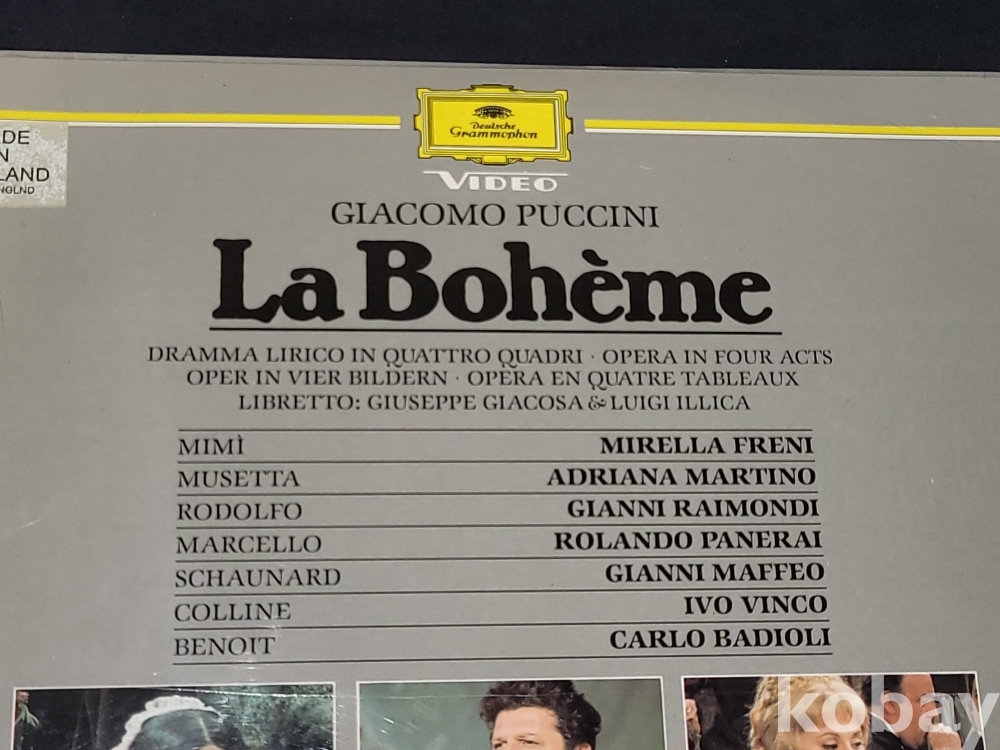 Deutsche
Grammophon
VIDEO
DE
N
LAND
NGLND
GIACOMO PUCCINI
La Bohème
DRAMMA LIRICO IN QUATTRO QUADRI · OPERA IN FOUR ACTS
OPER IN VIER BILDERN · OPÉRA EN QUATRE TABLEAUX
LIBRETTO: GIUSEPPE GIACOSA & LUIGI ILLICA
MIMÌ MIRELLA FRENI
MUSETTA ADRIANA MARTINO
RODOLFO GIANNI RAIMONDI
MARCELLO ROLANDO PANERAI
SCHAUNARD GIANNI MAFFEO
COLLINE IVO VINCO
BENOIT CARLO BADIOLI
kobay